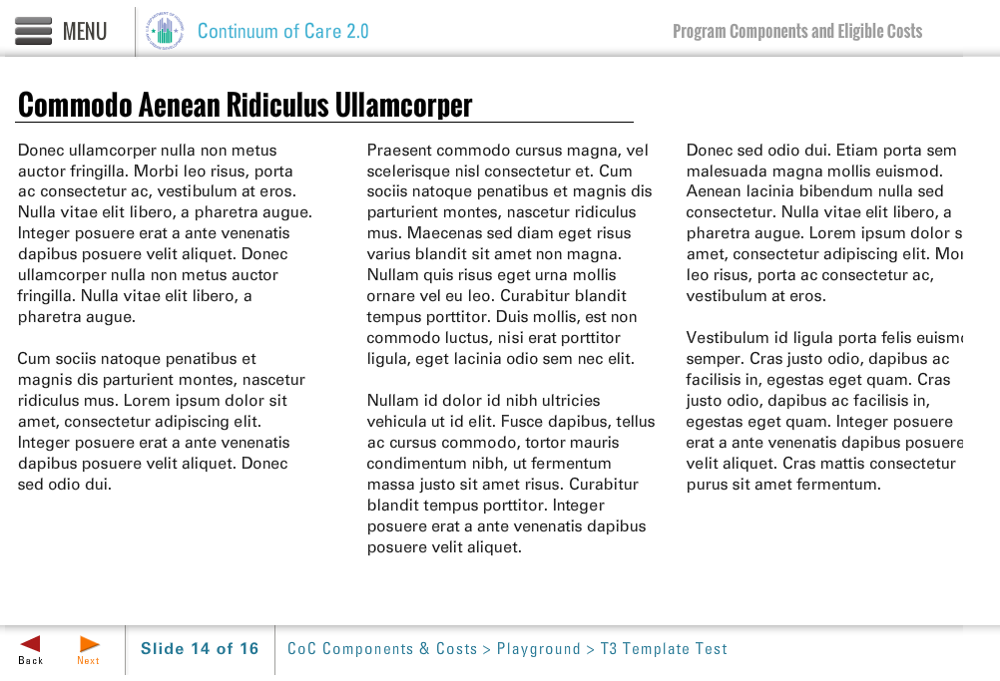 MENU
Continuum of Care 2.0
Program Components and Eligible Costs
Commodo Aenean Ridiculus Ullamcorper
Donec ullamcorper nulla non metus
auctor fringilla. Morbi leo risus, porta
ac consectetur ac, vestibulum at eros.
Nulla vitae elit libero, a pharetra augue.
Integer posuere erat a ante venenatis
dapibus posuere velit aliquet. Donec
ullamcorper nulla non metus auctor
fringilla. Nulla vitae elit libero, a
pharetra augue.
Cum sociis natoque penatibus et
magnis dis parturient montes, nascetur
ridiculus mus. Lorem ipsum dolor sit
amet, consectetur adipiscing elit.
Integer posuere erat a ante venenatis
dapibus posuere velit aliquet. Donec
sed odio dui.
Praesent commodo cursus magna, vel
scelerisque nisl consectetur et. Cum
sociis natoque penatibus et magnis dis
parturient montes, nascetur ridiculus
mus. Maecenas sed diam eget risus
varius blandit sit amet non magna.
Nullam quis risus eget urna mollis
ornare vel eu leo. Curabitur blandit
tempus porttitor. Duis mollis, est non
commodo luctus, nisi erat porttitor
ligula, eget lacinia odio sem nec elit.
Nullam id dolor id nibh ultricies
vehicula ut id elit. Fusce dapibus, tellus
ac cursus commodo, tortor mauris
condimentum nibh, ut fermentum
massa justo sit amet risus. Curabitur
blandit tempus porttitor. Integer
posuere erat a ante venenatis dapibus
posuere velit aliquet.
Donec sed odio dui. Etiam porta sem
malesuada magna mollis euismod.
Aenean lacinia bibendum nulla sed
consectetur. Nulla vitae elit libero, a
pharetra augue. Lorem ipsum dolor s
amet, consectetur adipiscing elit. Mor
leo risus, porta ac consectetur ac,
vestibulum at eros.
Vestibulum id ligula porta felis euismo
semper. Cras justo odio, dapibus ac
facilisis in, egestas eget quam. Cras
justo odio, dapibus ac facilisis in,
egestas eget quam. Integer posuere
erat a ante venenatis dapibus posuere
velit aliquet. Cras mattis consectetur
purus sit amet fermentum.
Back
Next
Slide 14 of 16
CoC Components & Costs > Playground > T3 Template Test